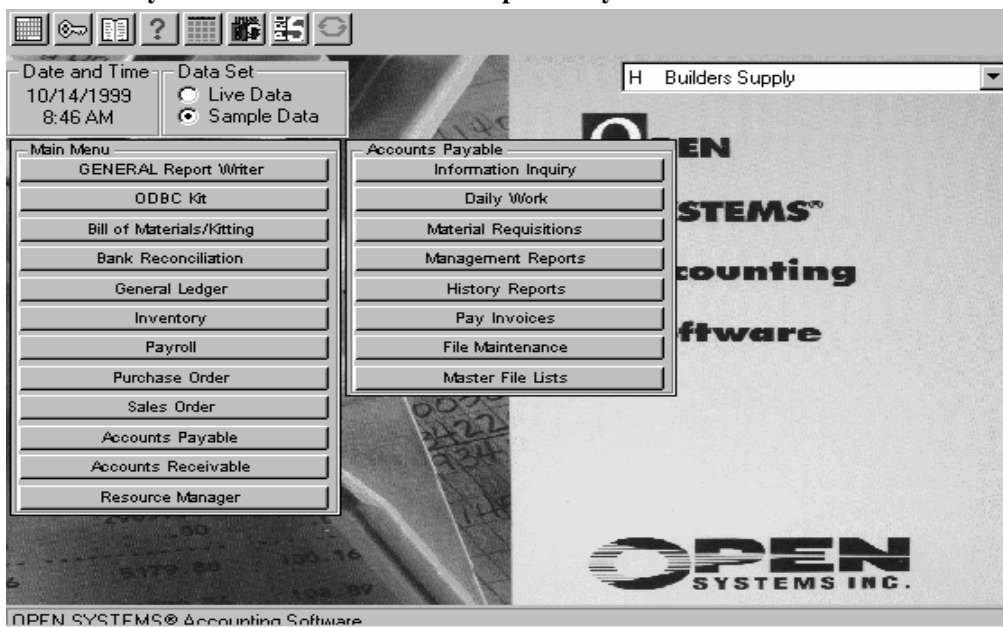 Date and Time
10/14/1999
8:46 AM
Data Set
Live Data
Sample Data
H Builders Supply
Main Menu
GENERAL Report Writer
ODBC Kit
Bill of Materials/Kitting
Bank Reconciliation
General Ledger
Inventory
Payroll
Purchase Order
Sales Order
Accounts Payable
Accounts Receivable
Resource Manager
Accounts Payable
Information Inquiry
Daily Work
Material Requisitions
Management Reports
History Reports
Pay Invoices
File Maintenance
Master File Lists
OPEN
STEMS®
counting
ftware
5179.88
OPEN
SYSTEMS INC.
OPEN SYSTEMS® Accounting Software